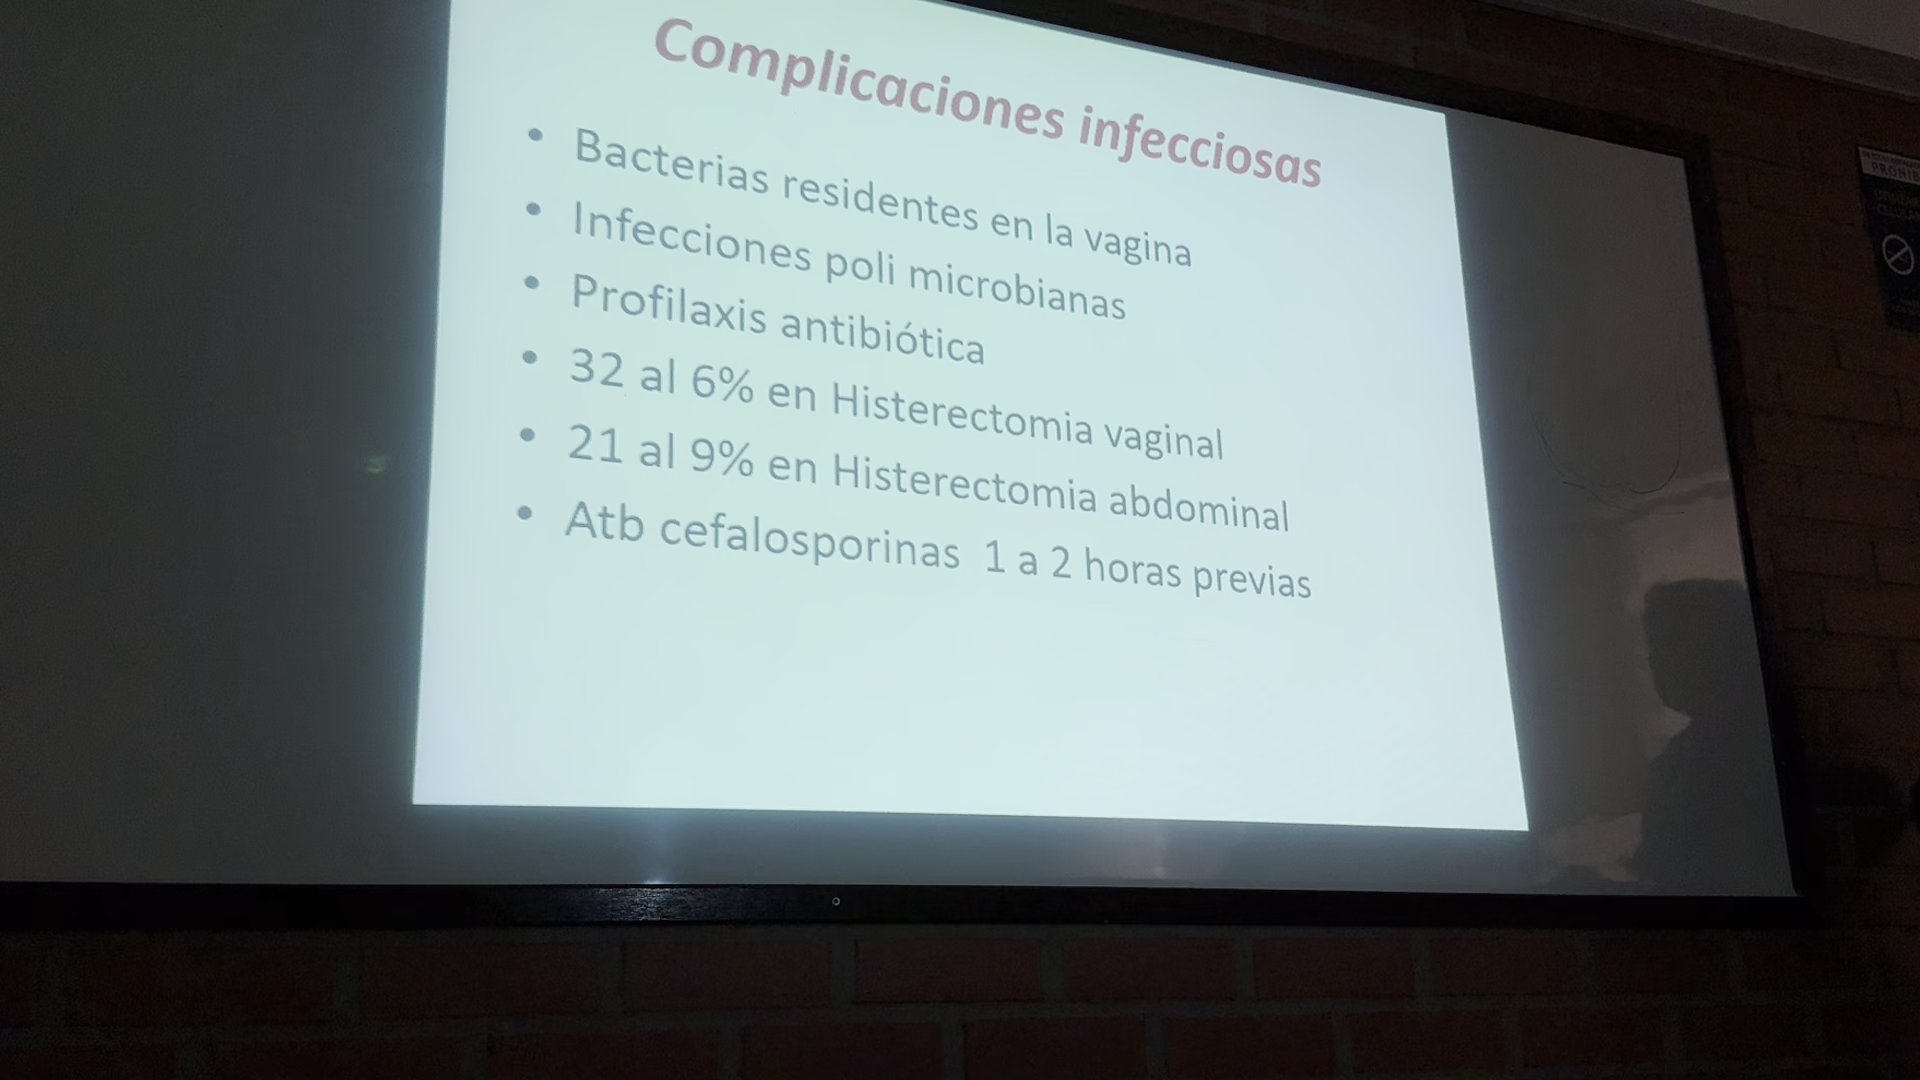 Complicaciones infecciosas
• Bacterias residentes en la vagina
• Infecciones poli microbianas
• Profilaxis antibiótica
• 32 al 6% en Histerectomia vaginal
• 21 al 9% en Histerectomia abdominal
• Atb cefalosporinas 1 a 2 horas previas